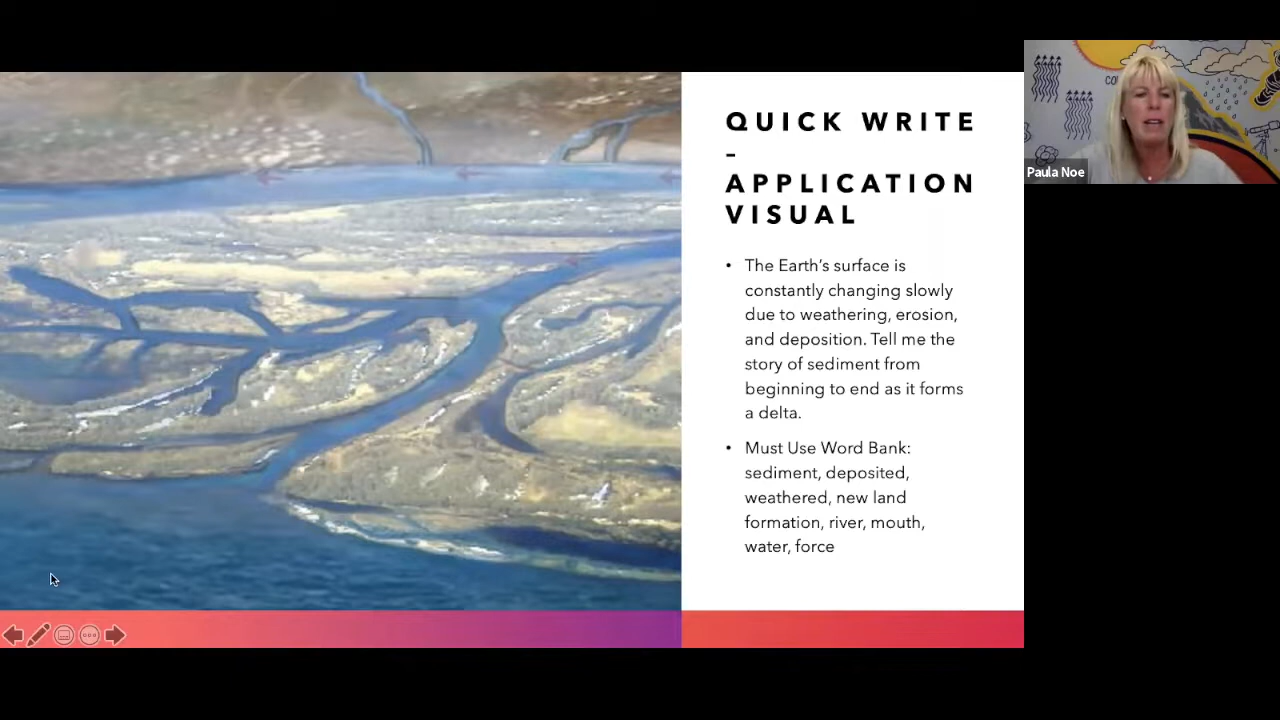 QUICK WRITE
–
APPLICATION
VISUAL
• The Earth's surface is
constantly changing slowly
due to weathering, erosion,
and deposition. Tell me the
story of sediment from
beginning to end as it forms
a delta.
• Must Use Word Bank:
sediment, deposited,
weathered, new land
formation, river, mouth,
water, force
Paula Noe